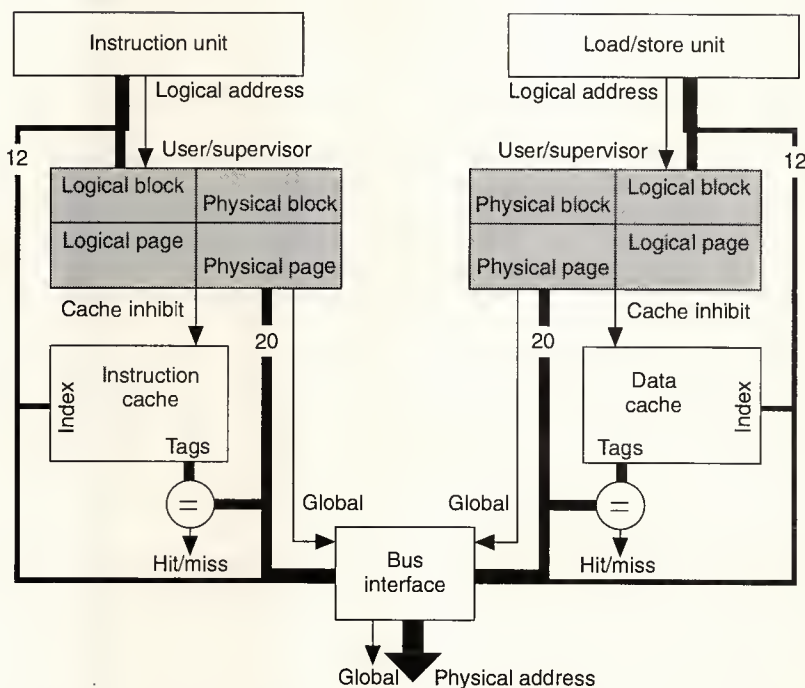 Instruction unit
Load/store unit
Logical address
Logical address
12
User/supervisor
User/supervisor
12
Logical block
Physical block
Physical block
Logical block
Logical page
Physical page
Logical page
Physical page
Cache inhibit
20
20
Cache inhibit
Index
Instruction
cache
Tags
Data
cache
Index
Tags
=
=
Global
Global
Hit/miss
Bus
interface
Hit/miss
Global
Physical address